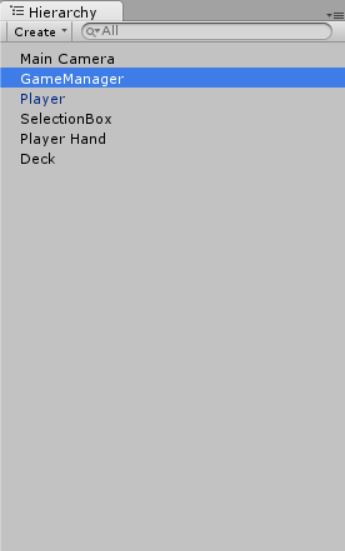 Hierarchy
Create All
Main Camera
GameManager
Player
SelectionBox
Player Hand
Deck